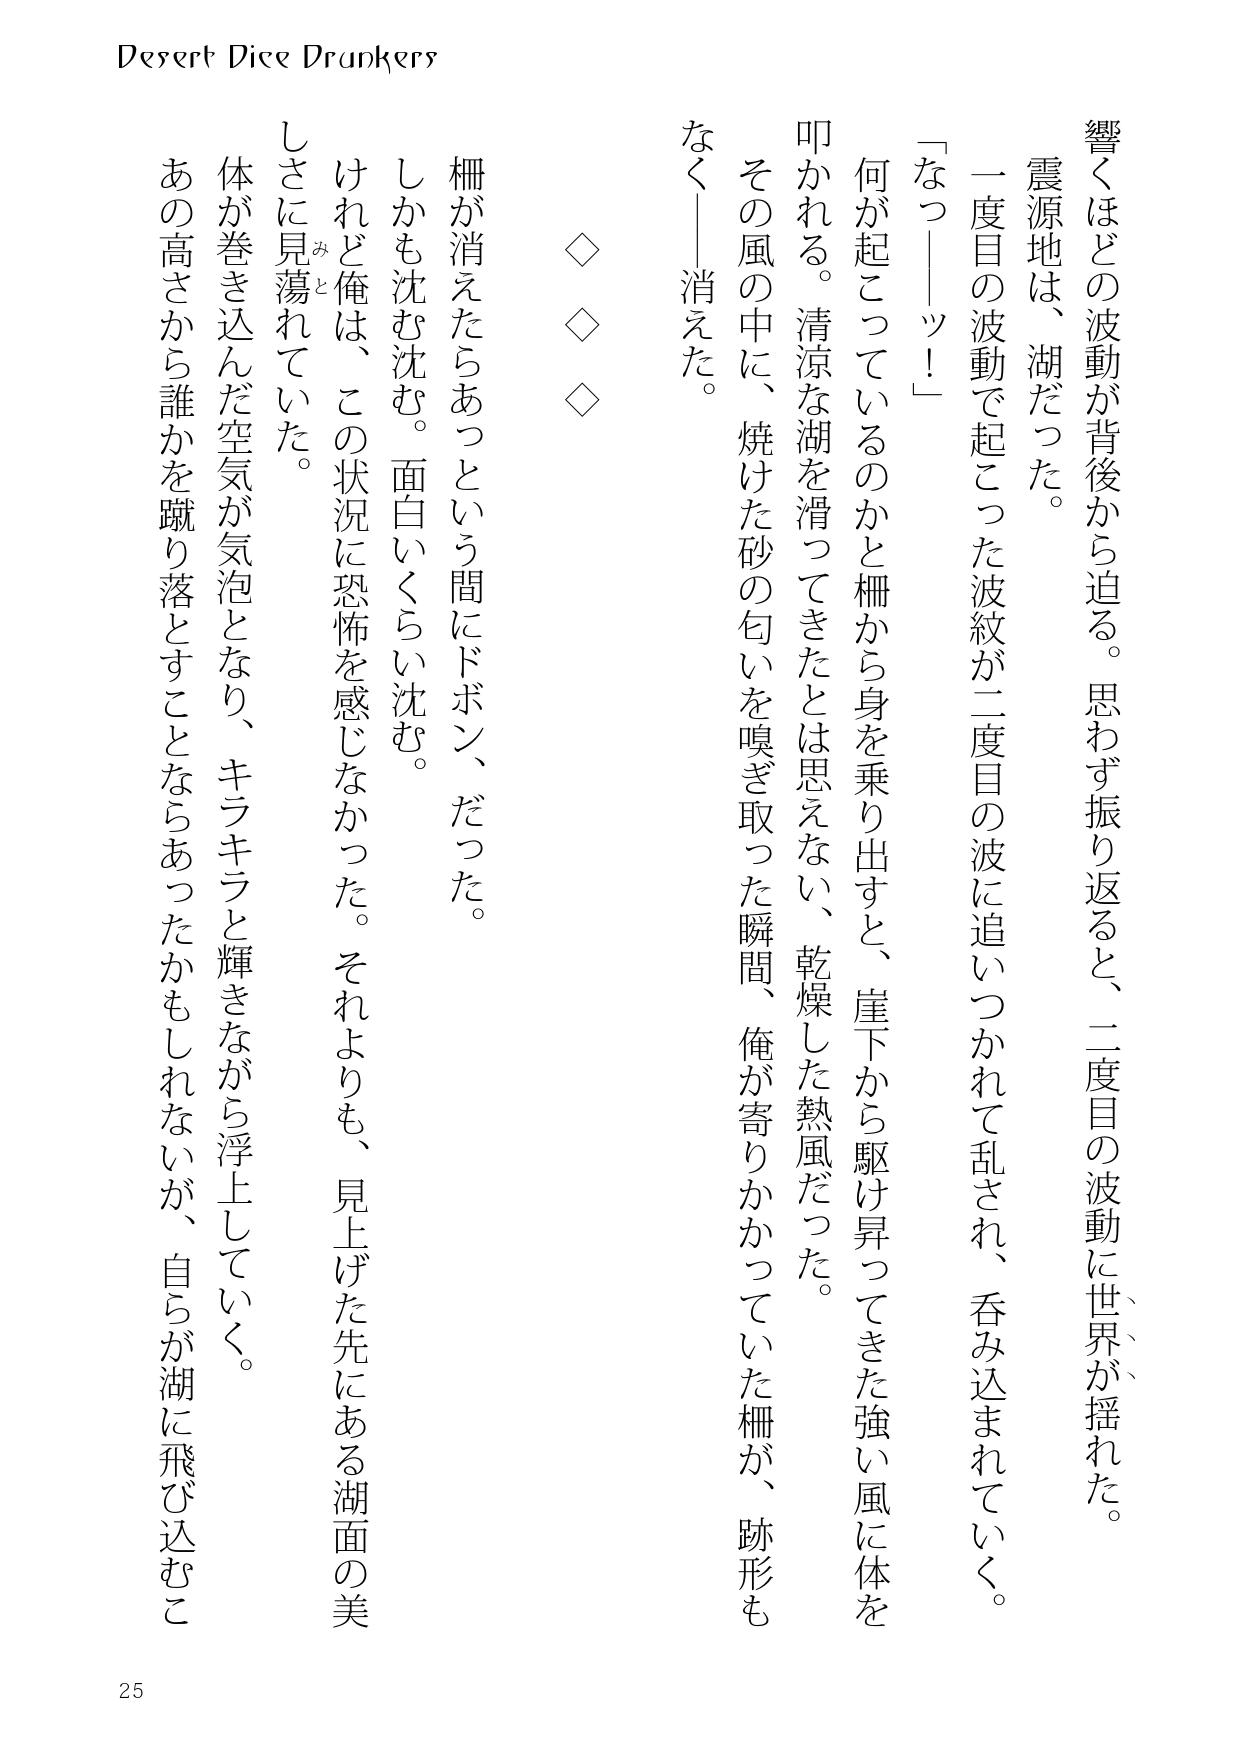 Desert Dice Drunkers
響くほどの波動が背後から迫る。思わず振り返ると、二度目の波動に世界が揺れた。
震源地は、湖だった。
一度目の波動で起こった波紋が二度目の波に追いつかれて乱され、呑み込まれていく。
「なっ――ッ！」
何が起こっているのかと柵から身を乗り出すと、崖下から駆け昇ってきた強い風に体を
叩かれる。清涼な湖を滑ってきたとは思えない、乾燥した熱風だった。
その風の中に、焼けた砂の匂いを嗅ぎ取った瞬間、俺が寄りかかっていた柵が、跡形も
なく――消えた。
◇ ◇ ◇
柵が消えたらあっという間にドボン、だった。
しかも沈む沈む。面白いくらい沈む。
けれど俺は、この状況に恐怖を感じなかった。それよりも、見上げた先にある湖面の美
しさに見蕩れていた。
体が巻き込んだ空気が気泡となり、キラキラと輝きながら浮上していく。
あの高さから誰かを蹴り落とすことならあったかもしれないが、自らが湖に飛び込むこ
25